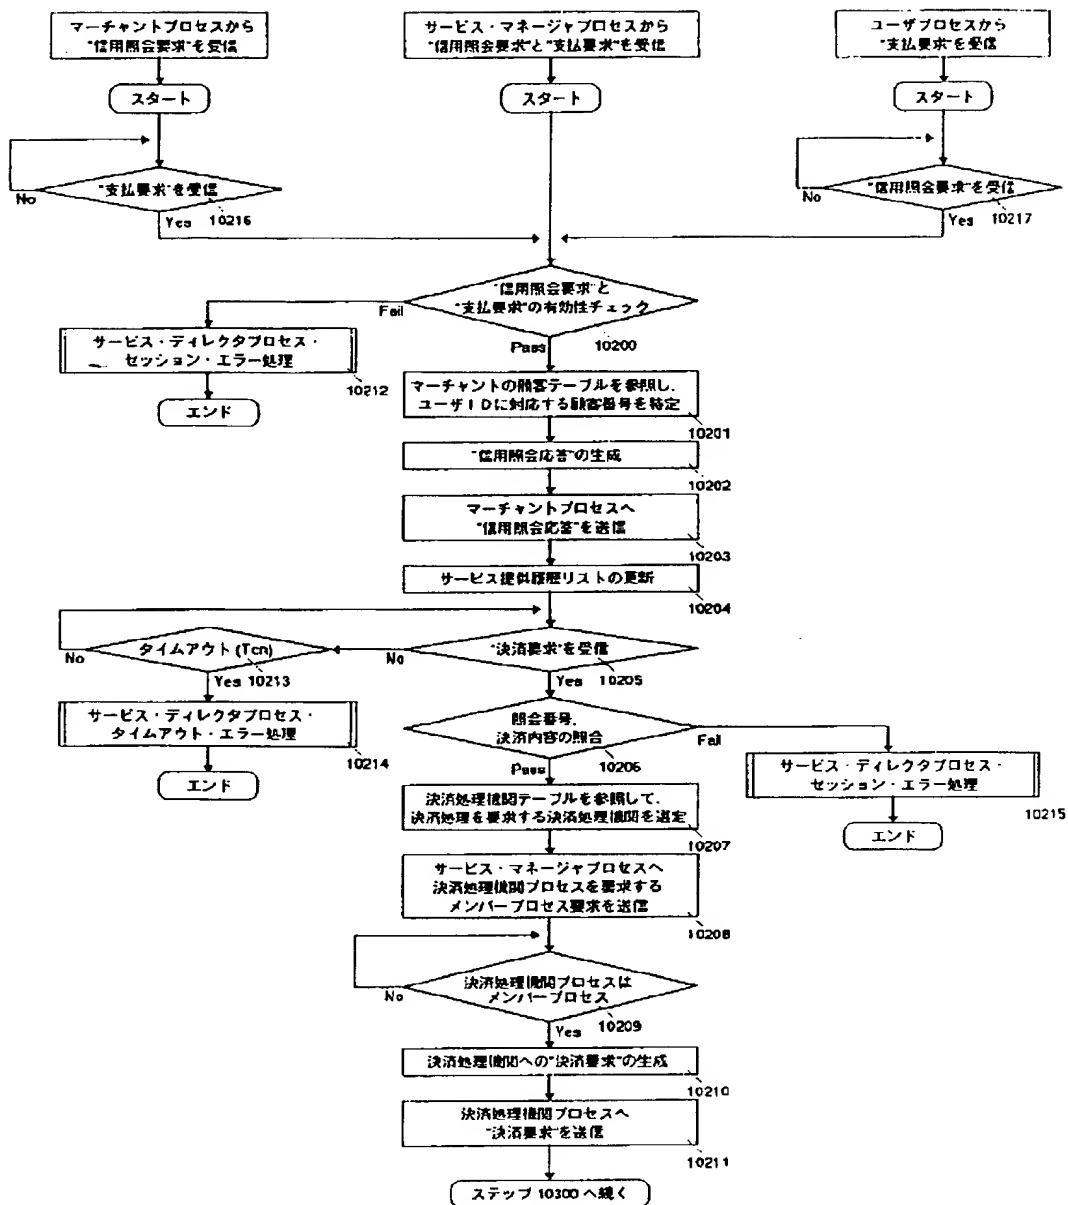 マーチャントプロセスから
"信用照会要求"を受信
サービス・マネージャプロセスから
"信用照会要求"と"支払要求"を受信
ユーザプロセスから
"支払要求"を受信
スタート
スタート
スタート
"支払要求"を受信
No
10216
Yes
"信用照会要求"を受信
No
10217
Yes
"信用照会要求"と
"支払要求"の有効性チェック
Fail
10200
Pass
サービス・ディレクタプロセス・
セッション・エラー処理
10212
エンド
マーチャントの顧客テーブルを参照し、
ユーザIDに対応する顧客番号を特定
10201
"信用照会応答"の生成
10202
マーチャントプロセスへ
"信用照会応答"を送信
10203
サービス提供履歴リストの更新
10204
タイムアウト(Tcn)
No
Yes 10213
"決済要求"を受信
No
10205
Yes
サービス・ディレクタプロセス・
タイムアウト・エラー処理
10214
エンド
照会番号、
決済内容の照合
Fail
10206
Pass
サービス・ディレクタプロセス・
セッション・エラー処理
10215
エンド
決済処理機関テーブルを参照して、
決済処理を要求する決済処理機関を選定
10207
サービス・マネージャプロセスへ
決済処理機関プロセスを要求する
メンバープロセス要求を送信
10208
決済処理機関プロセスは
メンバープロセス
No
10209
Yes
決済処理機関への"決済要求"の生成
10210
決済処理機関プロセスへ
"決済要求"を送信
10211
ステップ 10300 へ続く